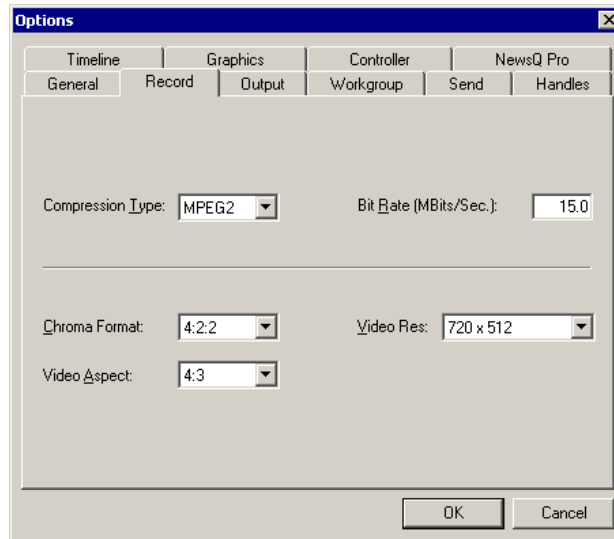 Options
Timeline Graphics Controller NewsQ Pro
General Record Output Workgroup Send Handles
Compression Type: MPEG2 Bit Rate (MBits/Sec.): 15.0
Chroma Format: 4:2:2 Video Res: 720 x 512
Video Aspect: 4:3
OK Cancel